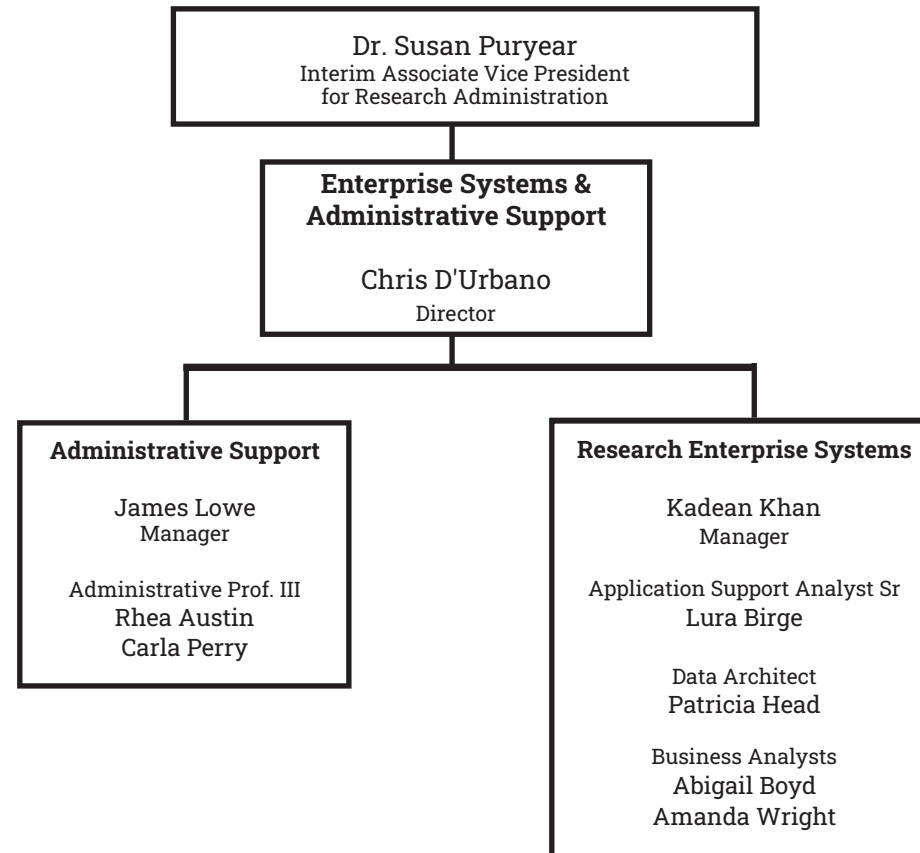 Dr. Susan Puryear
Interim Associate Vice President
for Research Administration
Enterprise Systems &
Administrative Support
Chris D'Urbano
Director
Administrative Support
James Lowe
Manager
Administrative Prof. III
Rhea Austin
Carla Perry
Research Enterprise Systems
Kadean Khan
Manager
Application Support Analyst Sr
Lura Birge
Data Architect
Patricia Head
Business Analysts
Abigail Boyd
Amanda Wright